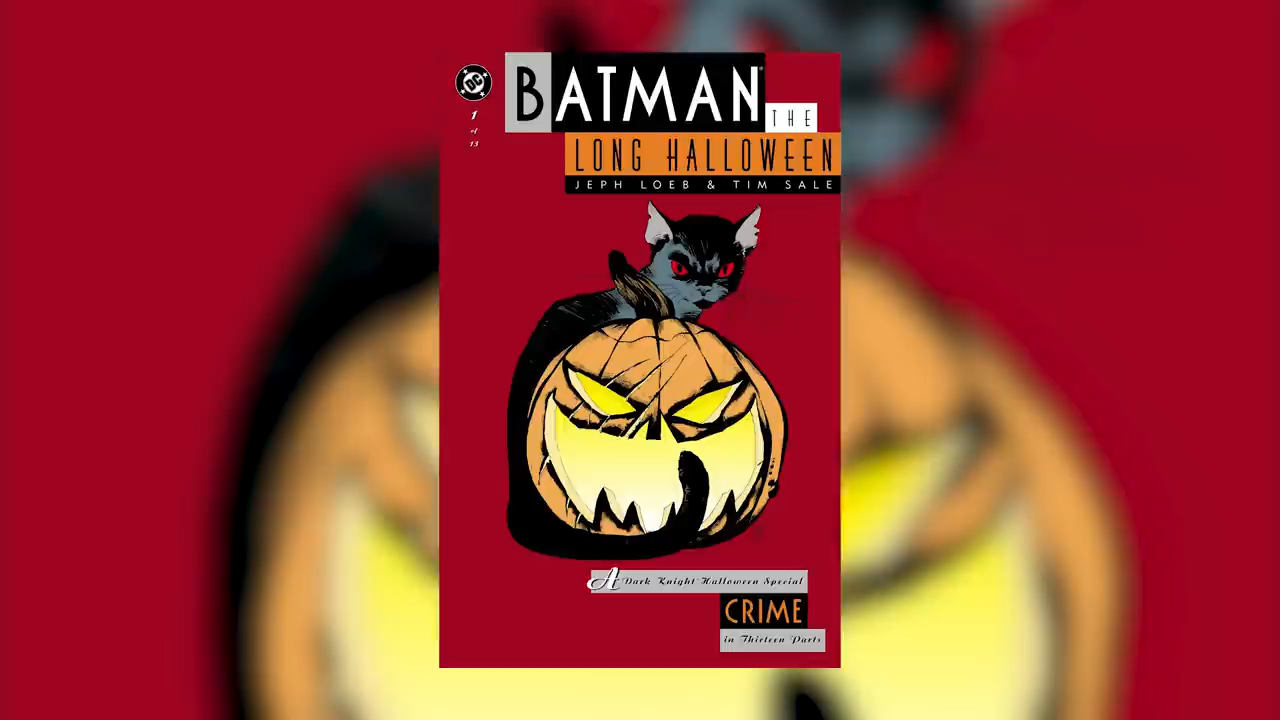 DC
BATMAN
1
of
13
THE
LONG HALLOWEEN
JEPH LOEB & TIM SALE
A Dark Knight Halloween Special
CRIME
in Thirteen Parts